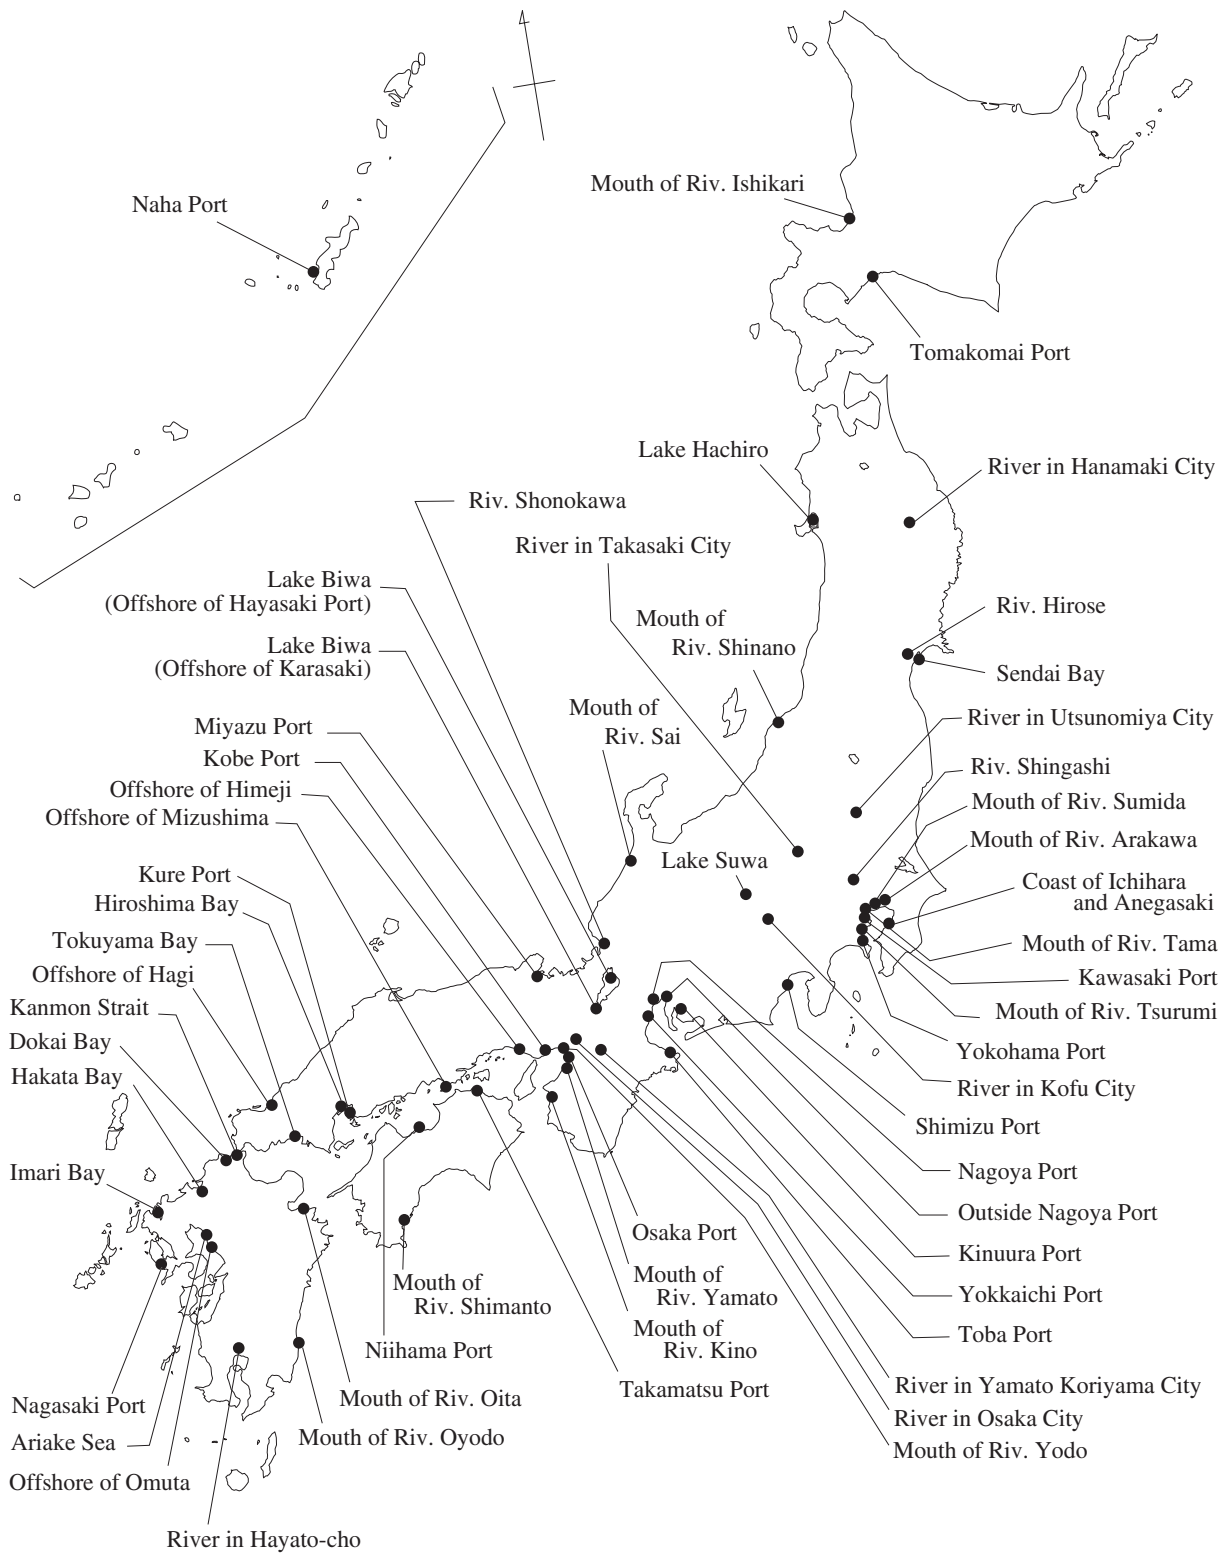 Mouth of Riv. Ishikari
Naha Port
Tomakomai Port
Lake Hachiro
River in Hanamaki City
Riv. Shonokawa
River in Takasaki City
Lake Biwa
(Offshore of Hayasaki Port)
Riv. Hirose
Mouth of
Riv. Shinano
Lake Biwa
(Offshore of Karasaki)
Sendai Bay
Mouth of
Riv. Sai
River in Utsunomiya City
Miyazu Port
Kobe Port
Riv. Shingashi
Offshore of Himeji
Mouth of Riv. Sumida
Offshore of Mizushima
Mouth of Riv. Arakawa
Lake Suwa
Kure Port
Coast of Ichihara
and Anegasaki
Hiroshima Bay
Tokuyama Bay
Mouth of Riv. Tama
Offshore of Hagi
Kawasaki Port
Kanmon Strait
Mouth of Riv. Tsurumi
Dokai Bay
Yokohama Port
Hakata Bay
River in Kofu City
Shimizu Port
Imari Bay
Nagoya Port
Outside Nagoya Port
Osaka Port
Kinuura Port
Mouth of
Riv. Yamato
Mouth of
Riv. Shimanto
Yokkaichi Port
Mouth of
Riv. Kino
Toba Port
Niihama Port
Takamatsu Port
River in Yamato Koriyama City
Mouth of Riv. Oita
Nagasaki Port
River in Osaka City
Mouth of Riv. Oyodo
Ariake Sea
Mouth of Riv. Yodo
Offshore of Omuta
River in Hayato-cho